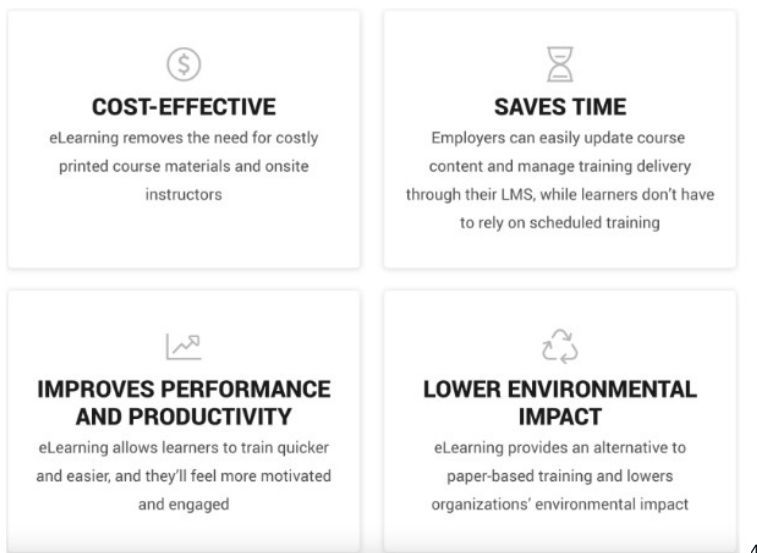 COST-EFFECTIVE
eLearning removes the need for costly
printed course materials and onsite
instructors
SAVES TIME
Employers can easily update course
content and manage training delivery
through their LMS, while learners don't have
to rely on scheduled training
IMPROVES PERFORMANCE
AND PRODUCTIVITY
eLearning allows learners to train quicker
and easier, and they'll feel more motivated
and engaged
LOWER ENVIRONMENTAL
IMPACT
eLearning provides an alternative to
paper-based training and lowers
organizations' environmental impact